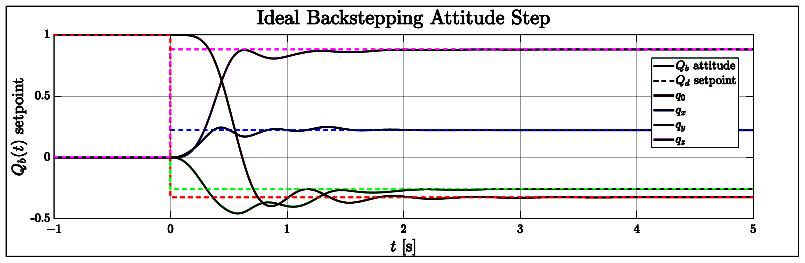 Ideal Backstepping Attitude Step
Q_b(t) setpoint
1
0.5
0
-0.5
-1
0
1
2
3
4
5
t [s]
Q_b attitude
Q_d setpoint
q_0
q_x
q_y
q_z